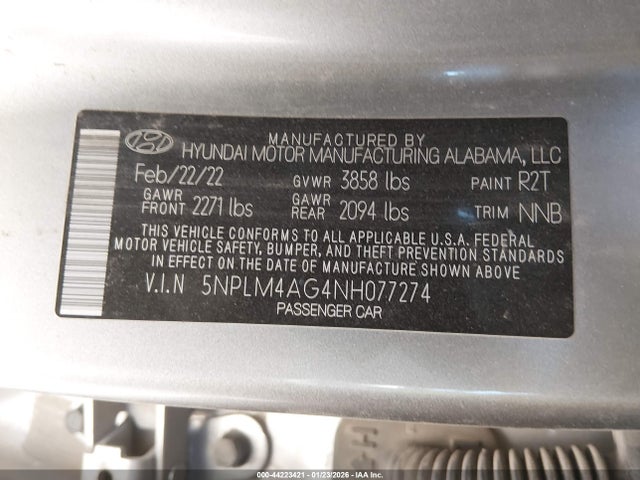 MANUFACTURED BY
HYUNDAI MOTOR MANUFACTURING ALABAMA, LLC
Feb/22/22 GVWR 3858 lbs PAINT R2T
GAWR FRONT 2271 lbs GAWR REAR 2094 lbs TRIM NNB
THIS VEHICLE CONFORMS TO ALL APPLICABLE U.S.A. FEDERAL
MOTOR VEHICLE SAFETY, BUMPER, AND THEFT PREVENTION STANDARDS
IN EFFECT ON THE DATE OF MANUFACTURE SHOWN ABOVE.
V.I.N 5NPLM4AG4NH077274
PASSENGER CAR
000-44223421 - 01/23/2026 - IAA Inc.